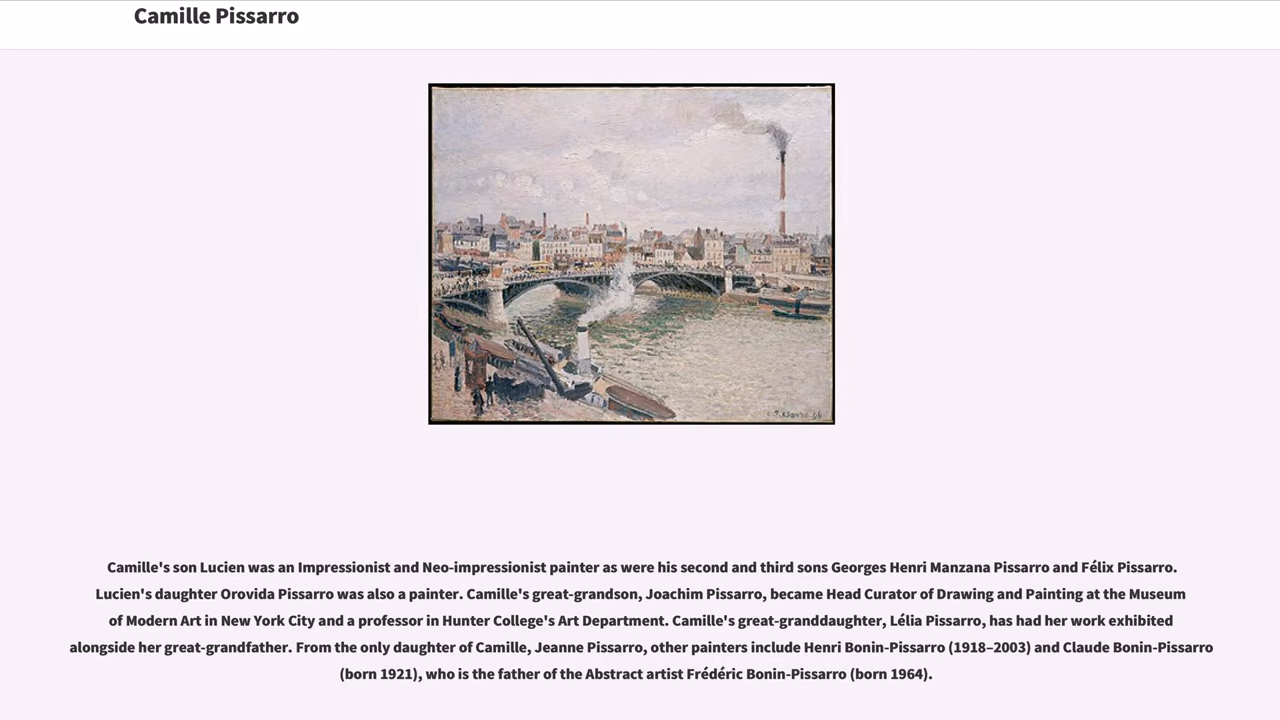 Camille Pissarro
Camille's son Lucien was an Impressionist and Neo-impressionist painter as were his second and third sons Georges Henri Manzana Pissarro and Félix Pissarro.
Lucien's daughter Orovida Pissarro was also a painter. Camille's great-grandson, Joachim Pissarro, became Head Curator of Drawing and Painting at the Museum
of Modern Art in New York City and a professor in Hunter College's Art Department. Camille's great-granddaughter, Lélia Pissarro, has had her work exhibited
alongside her great-grandfather. From the only daughter of Camille, Jeanne Pissarro, other painters include Henri Bonin-Pissarro (1918–2003) and Claude Bonin-Pissarro
(born 1921), who is the father of the Abstract artist Frédéric Bonin-Pissarro (born 1964).